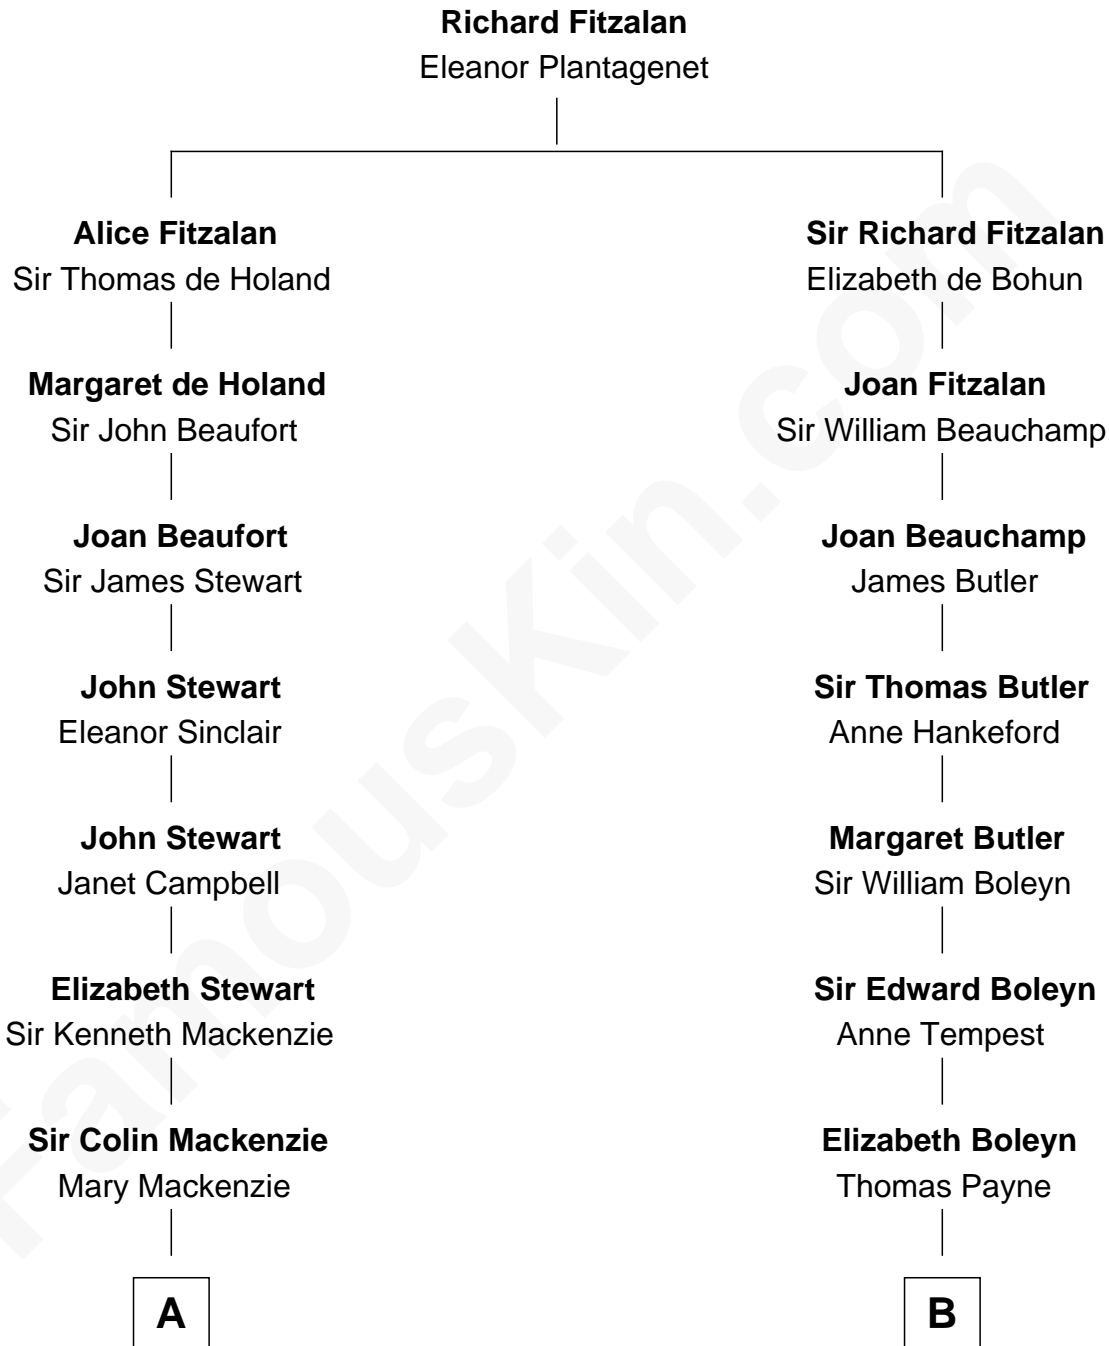 Richard Fitzalan
Eleanor Plantagenet
Alice Fitzalan
Sir Thomas de Holand
Sir Richard Fitzalan
Elizabeth de Bohun
Margaret de Holand
Sir John Beaufort
Joan Fitzalan
Sir William Beauchamp
Joan Beaufort
Sir James Stewart
Joan Beauchamp
James Butler
John Stewart
Eleanor Sinclair
Sir Thomas Butler
Anne Hankeford
John Stewart
Janet Campbell
Margaret Butler
Sir William Boleyn
Elizabeth Stewart
Sir Kenneth Mackenzie
Sir Edward Boleyn
Anne Tempest
Sir Colin Mackenzie
Mary Mackenzie
Elizabeth Boleyn
Thomas Payne
A
B
FamousKin.com